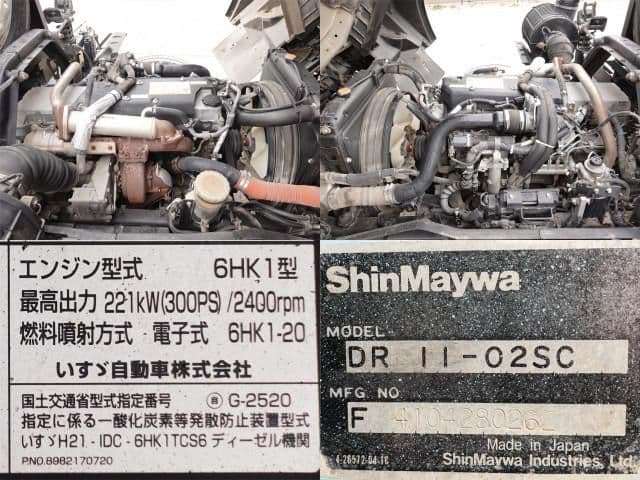 エンジン型式 6HK1型
最高出力 221kW(300PS) /2400rpm
燃料噴射方式 電子式 6HK1-20
いすゞ自動車株式会社
国土交通省型式指定番号 G-2520
指定に係る一酸化炭素等発散防止装置型式
いすゞH21 - IDC - 6HK1TCS6 ディーゼル機関
P.NO.8982170720
ShinMaywa
MODEL
DR 11-02SC
MFG NO
F 4104280262
Made in Japan
4-28572-04 TC
ShinMaywa Industries, Ltd.